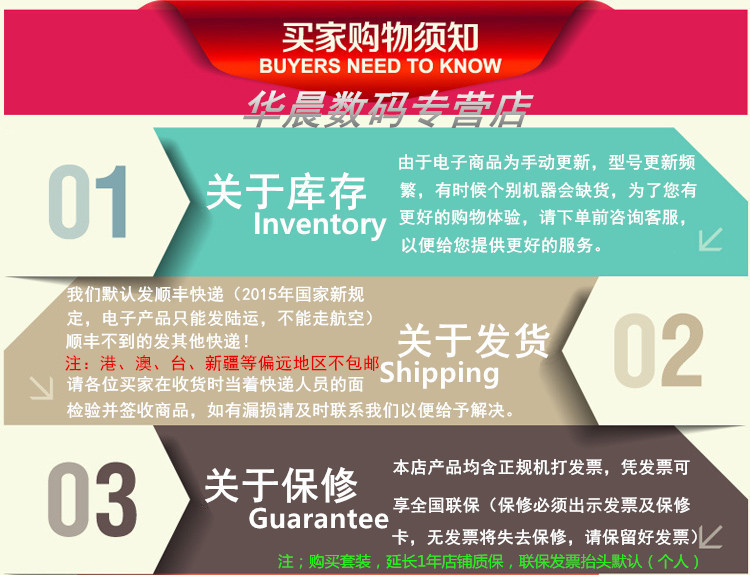 买家购物须知
BUYERS NEED TO KNOW
华晨数码专营店
01
关于库存
Inventory
由于电子商品为手动更新，型号更新频
繁，有时候个别机器会缺货，为了您有
更好的购物体验，请下单前咨询客服，
以便给您提供更好的服务。
我们默认发顺丰快递（2015年国家新规
定，电子产品只能发陆运，不能走航空）
顺丰不到的发其他快递！
注：港、澳、台、新疆等偏远地区不包邮
请各位买家在收货时当着快递人员的面
检验并签收商品，如有漏损请及时联系我们以便给予解决。
关于发货
Shipping
02
03
关于保修
Guarantee
本店产品均含正规机打发票，凭发票可
享全国联保（保修必须出示发票及保修
卡，无发票将失去保修，请保留好发票）
注；购买套装，延长1年店铺质保，联保发票抬头默认（个人）